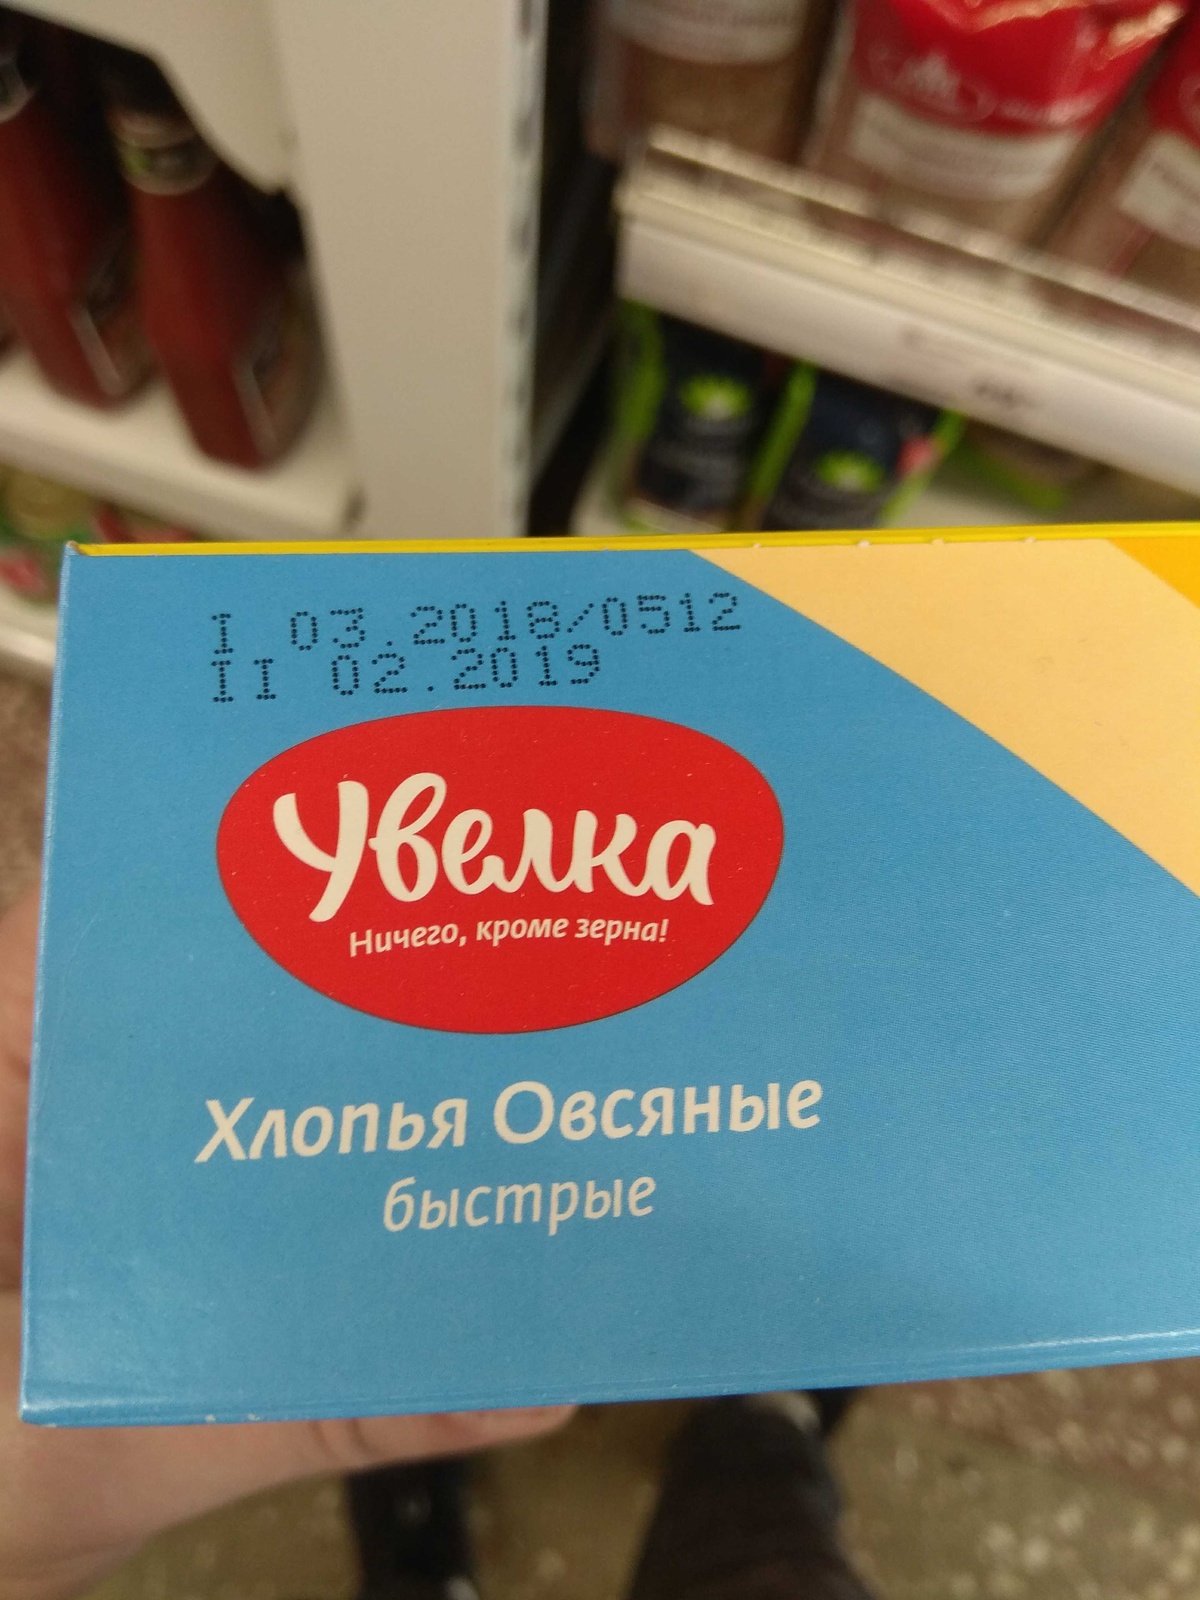 I 03.2018/0512
II 02.2019
Увелка
Ничего, кроме зерна!
Хлопья Овсяные
быстрые